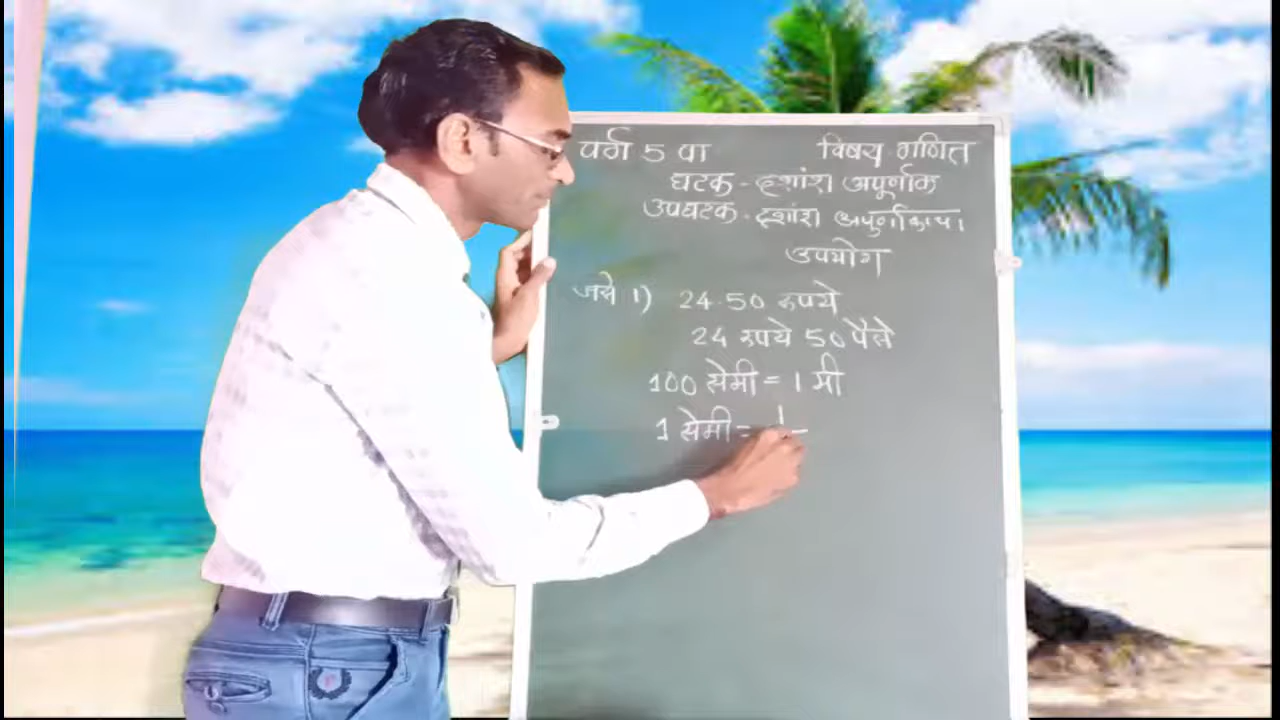 वर्ग 5 वा विषय गणित
घटक - दशांश अपूर्णांक
उपघटक - दशांश अपुर्णांकाचा
उपयोग
जसे 1) 24.50 रुपये
24 रुपये 50 पैसे
100 सेमी = 1 मी
1 सेमी = 1